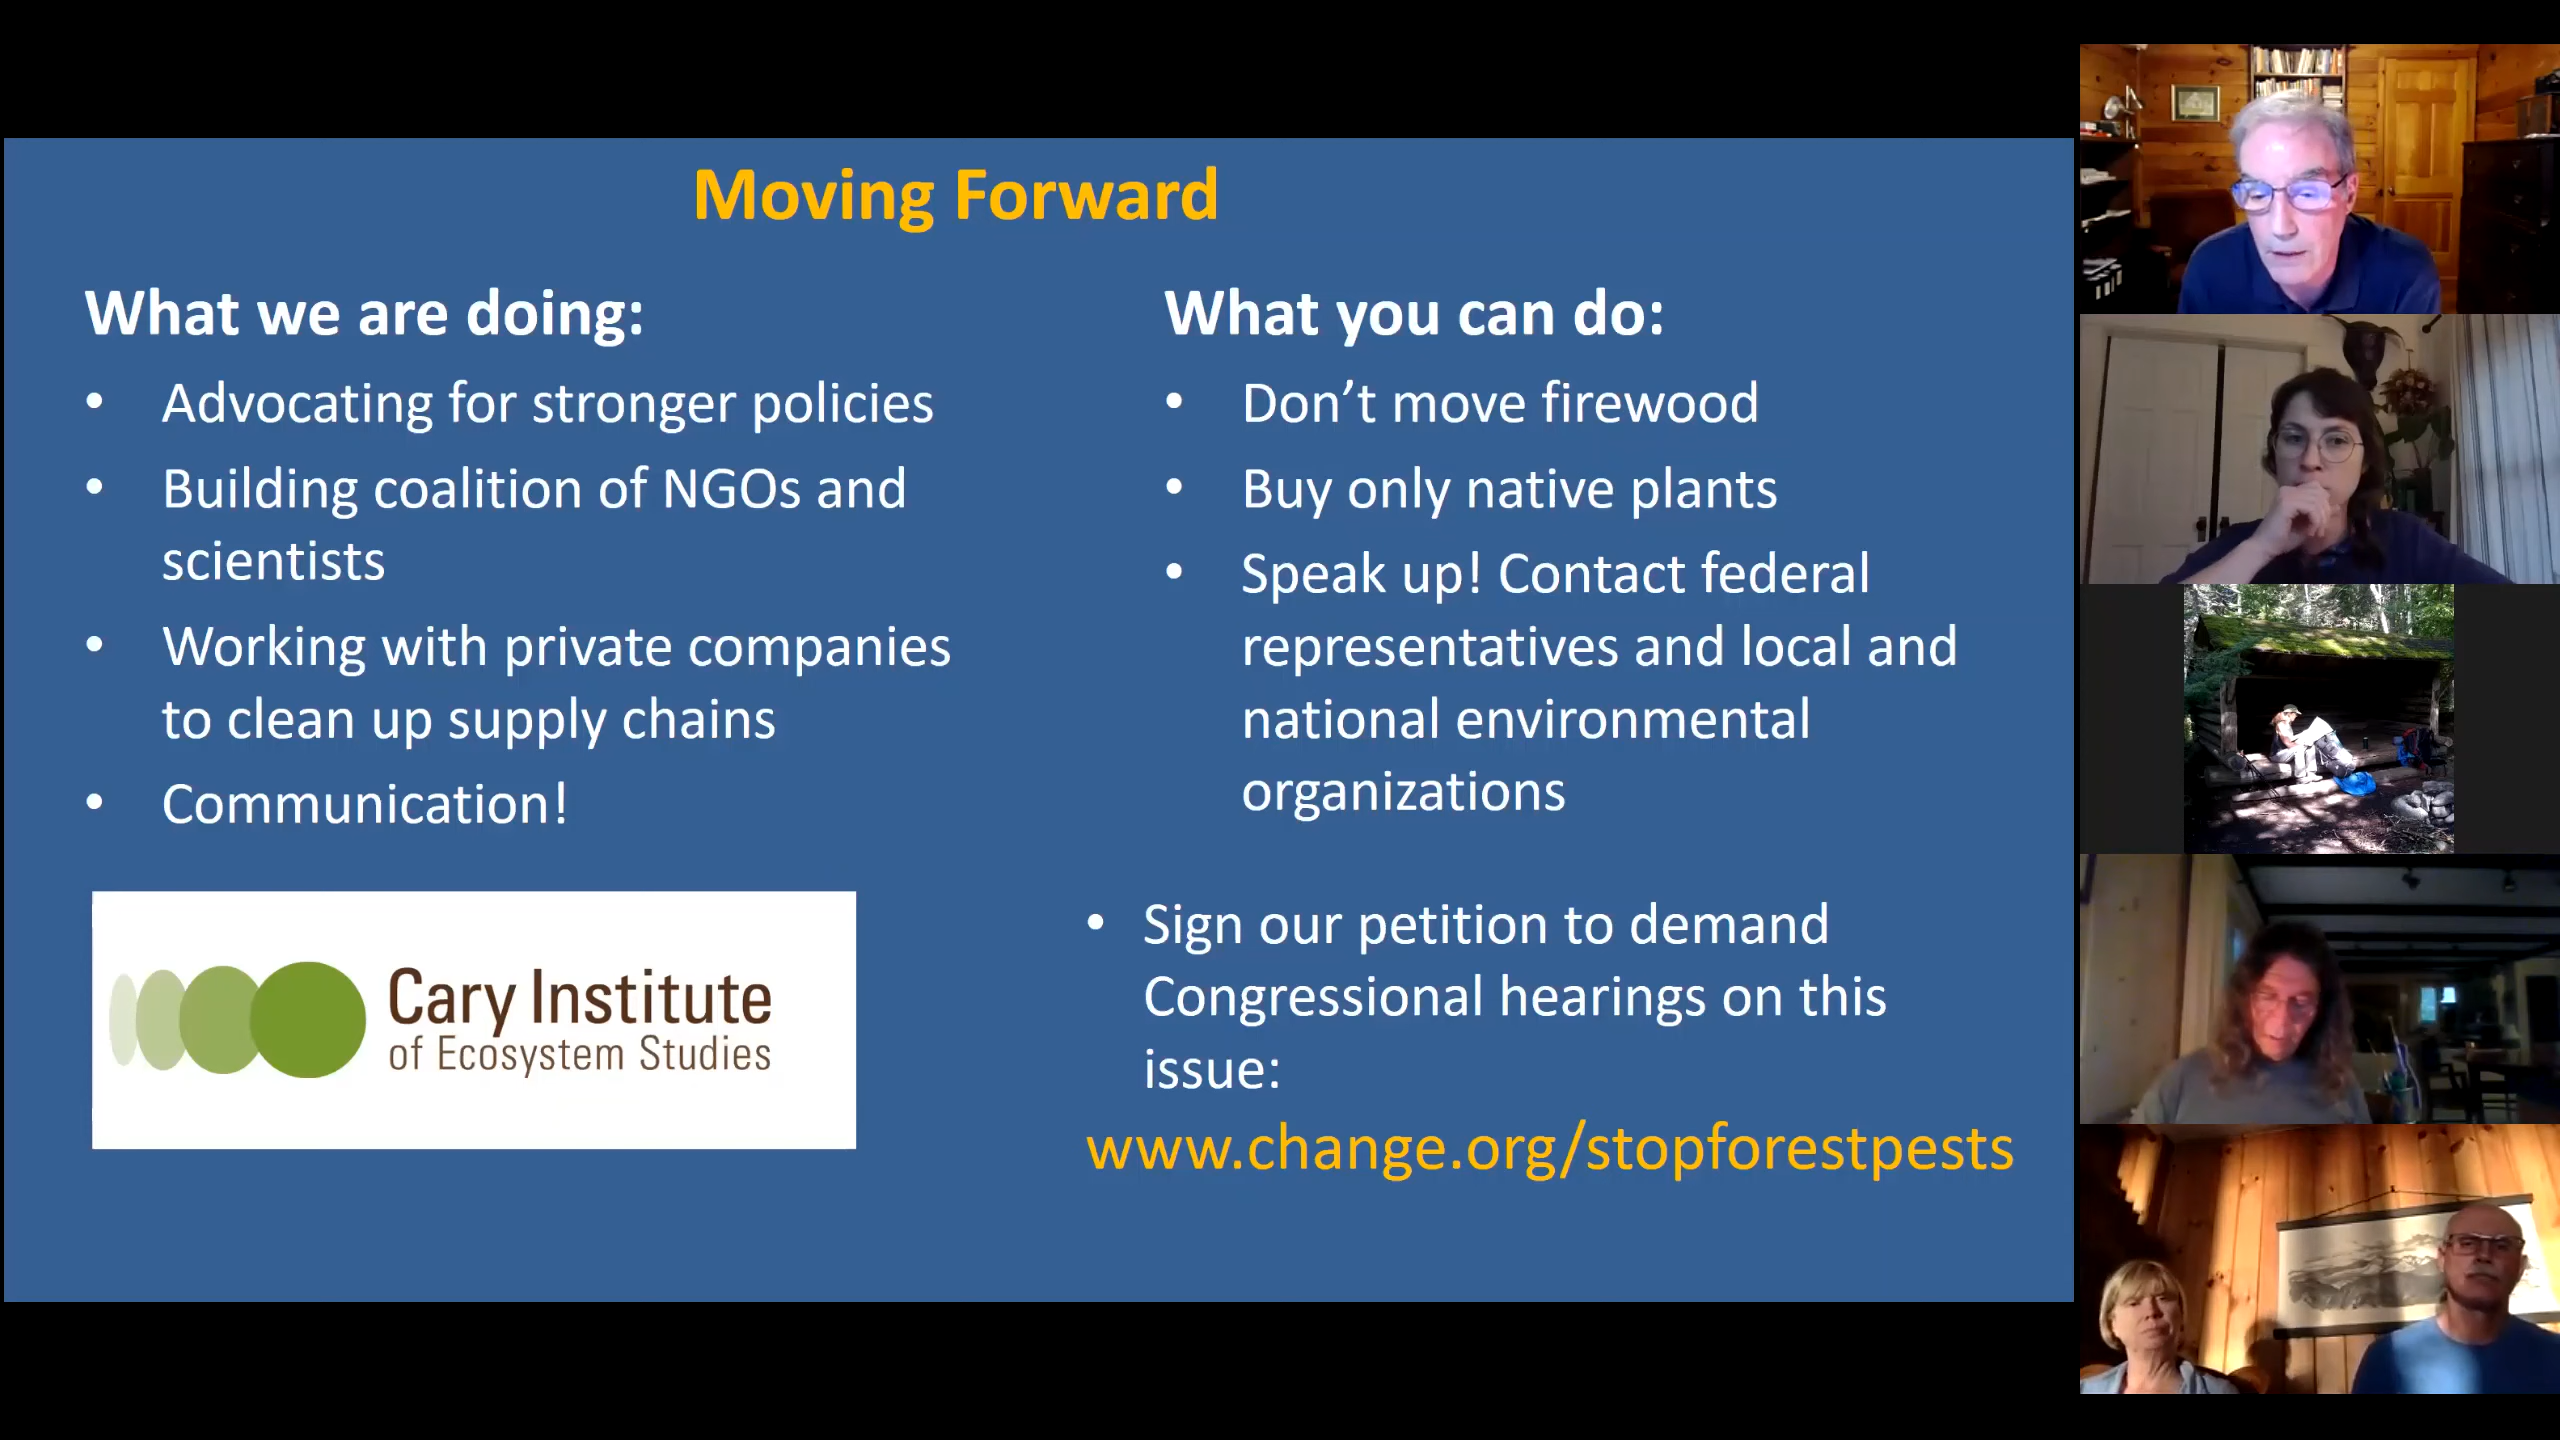 Moving Forward
What we are doing:
• Advocating for stronger policies
• Building coalition of NGOs and
scientists
• Working with private companies
to clean up supply chains
• Communication!
Cary Institute
of Ecosystem Studies
What you can do:
• Don’t move firewood
• Buy only native plants
• Speak up! Contact federal
representatives and local and
national environmental
organizations
• Sign our petition to demand
Congressional hearings on this
issue:
www.change.org/stopforestpests